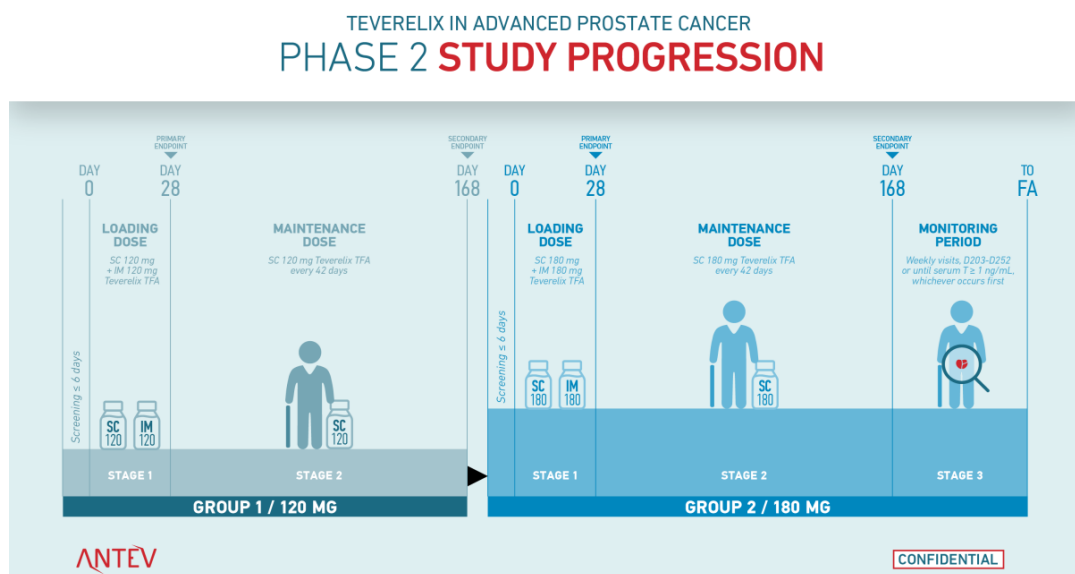 TEVERELIX IN ADVANCED PROSTATE CANCER
PHASE 2 STUDY PROGRESSION
PRIMARY
ENDPOINT
DAY
0
DAY
28
SECONDARY
ENDPOINT
DAY
168
LOADING
DOSE
SC 120 mg
+ IM 120 mg
Teverelix TFA
MAINTENANCE
DOSE
SC 120 mg Teverelix TFA
every 42 days
Screening ≤ 6 days
SC
120
IM
120
SC
120
STAGE 1
STAGE 2
GROUP 1 / 120 MG
DAY
0
PRIMARY
ENDPOINT
DAY
28
SECONDARY
ENDPOINT
DAY
168
TO
FA
LOADING
DOSE
SC 180 mg
+ IM 180 mg
Teverelix TFA
MAINTENANCE
DOSE
SC 180 mg Teverelix TFA
every 42 days
MONITORING
PERIOD
Weekly visits, D203-D252
or until serum T ≥ 1 ng/mL,
whichever occurs first
Screening ≤ 6 days
SC
180
IM
180
SC
180
STAGE 1
STAGE 2
STAGE 3
GROUP 2 / 180 MG
ANTEV
CONFIDENTIAL